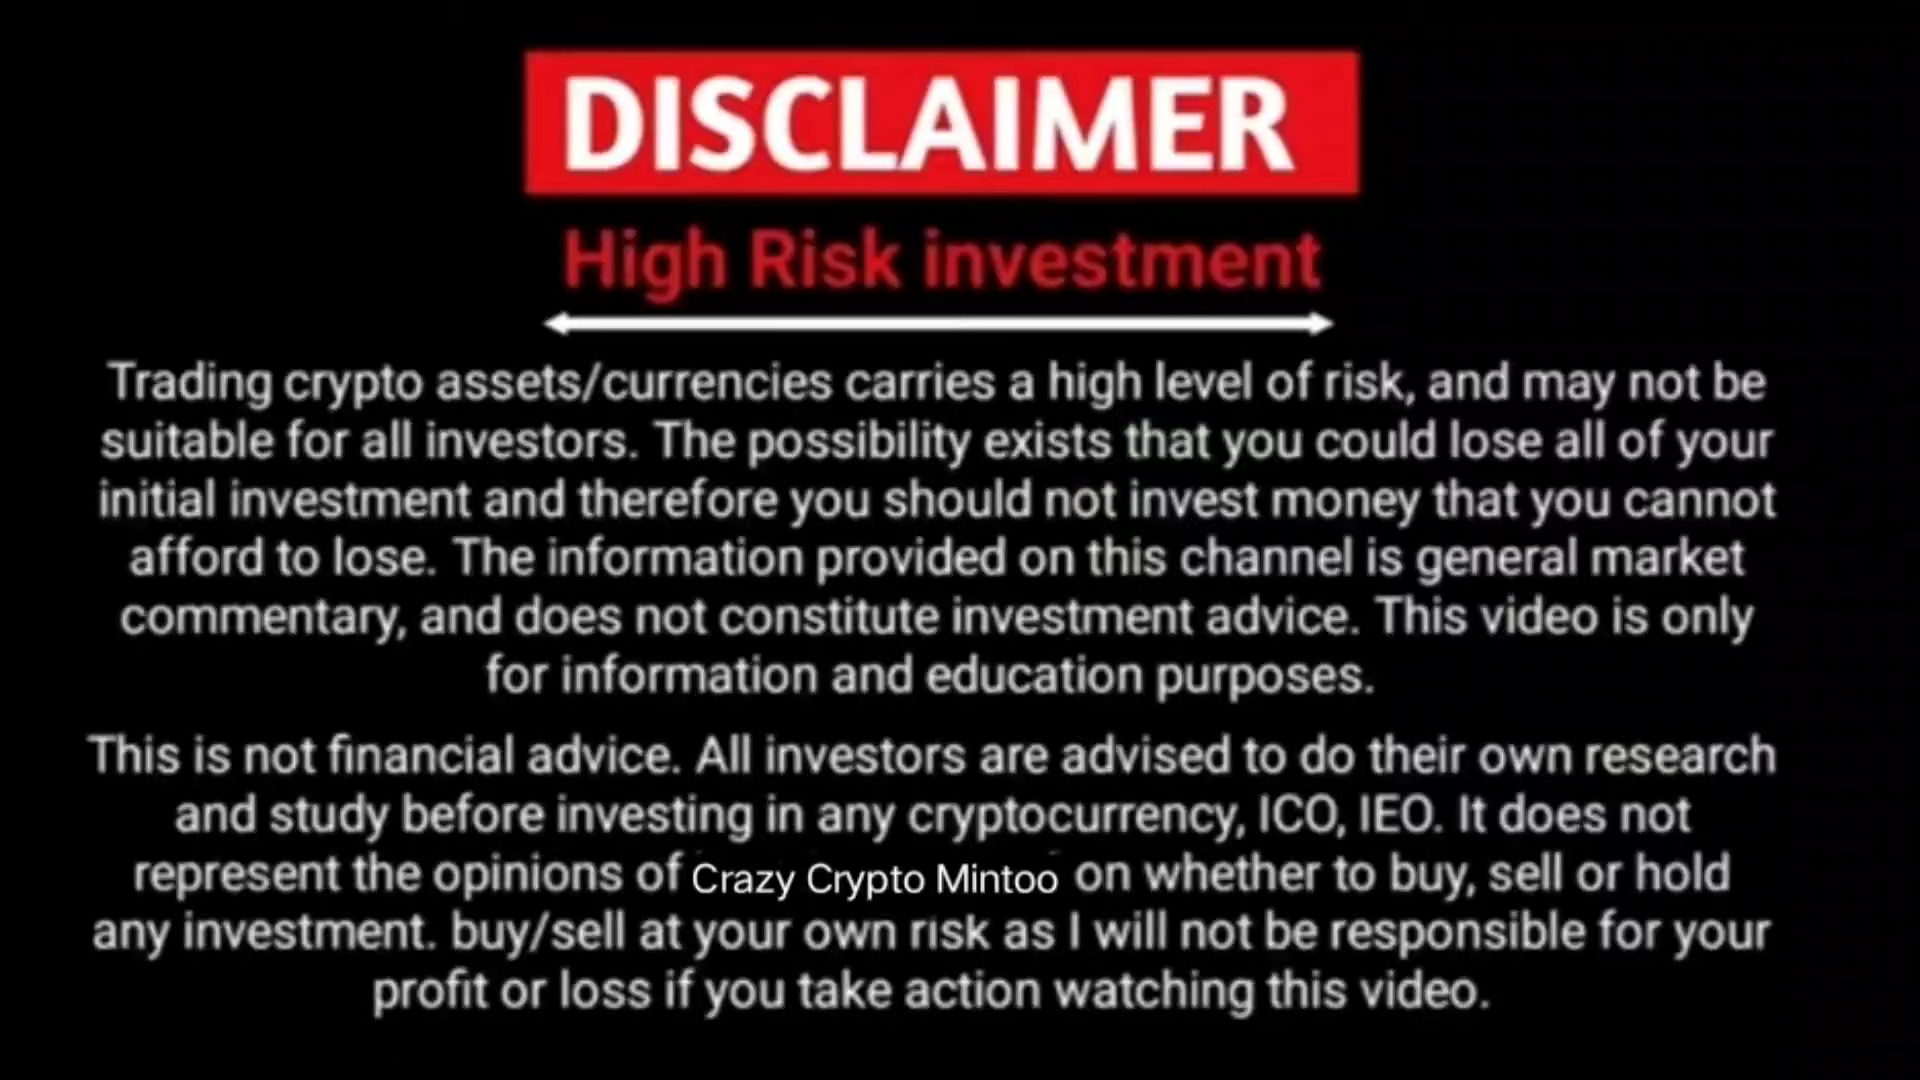 DISCLAIMER
High Risk investment
Trading crypto assets/currencies carries a high level of risk, and may not be
suitable for all investors. The possibility exists that you could lose all of your
initial investment and therefore you should not invest money that you cannot
afford to lose. The information provided on this channel is general market
commentary, and does not constitute investment advice. This video is only
for information and education purposes.
This is not financial advice. All investors are advised to do their own research
and study before investing in any cryptocurrency, ICO, IEO. It does not
represent the opinions of Crazy Crypto Mintoo on whether to buy, sell or hold
any investment. buy/sell at your own risk as I will not be responsible for your
profit or loss if you take action watching this video.